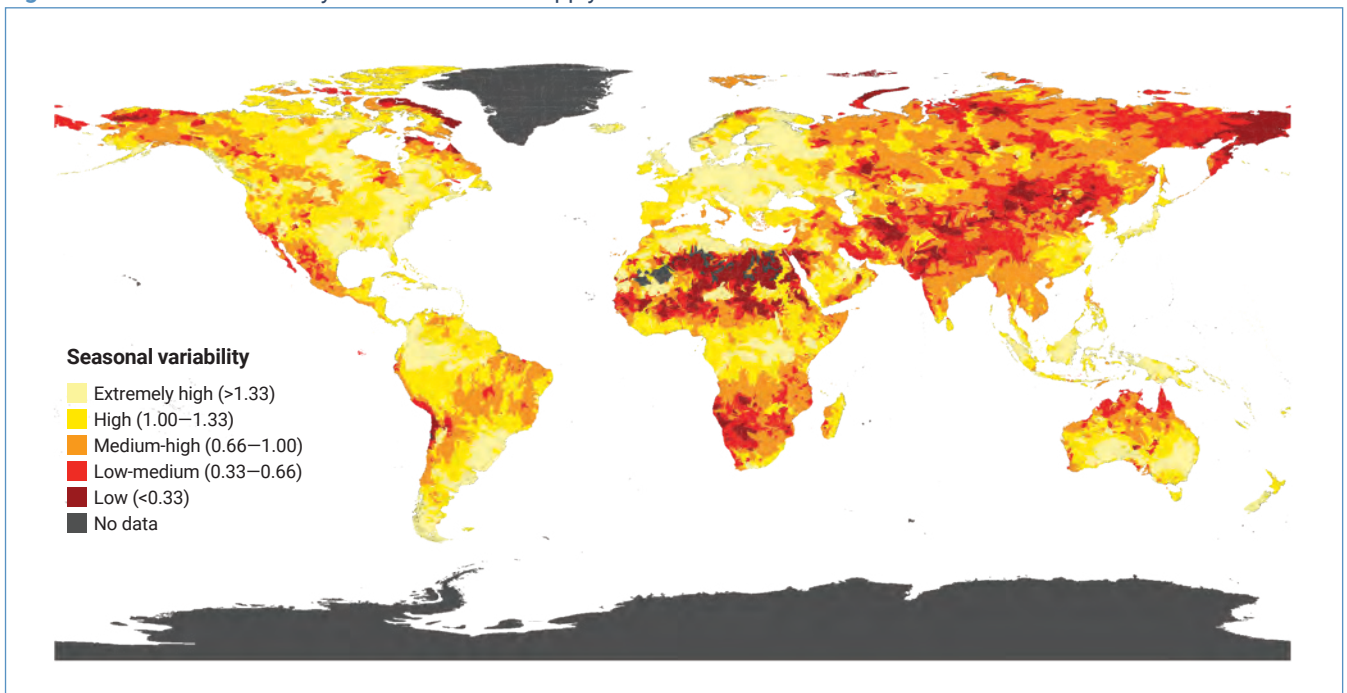 Seasonal variability
Extremely high (>1.33)
High (1.00—1.33)
Medium-high (0.66—1.00)
Low-medium (0.33—0.66)
Low (<0.33)
No data